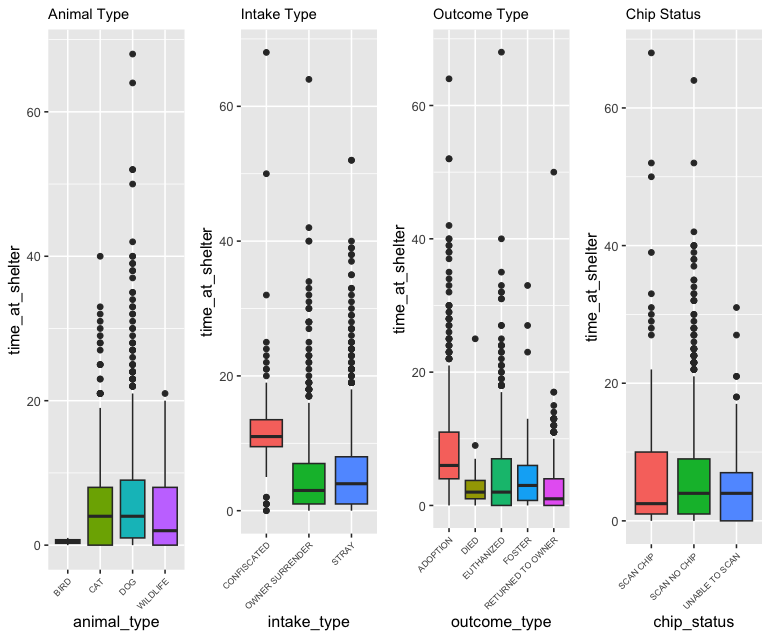 Animal Type
time_at_shelter
60
40
20
0
BIRD
CAT
DOG
WILDLIFE
animal_type
Intake Type
time_at_shelter
60
40
20
0
CONFISCATED
OWNER SURRENDER
STRAY
intake_type
Outcome Type
time_at_shelter
60
40
20
0
ADOPTION
DIED
EUTHANIZED
FOSTER
RETURNED TO OWNER
outcome_type
Chip Status
time_at_shelter
60
40
20
0
SCAN CHIP
SCAN NO CHIP
UNABLE TO SCAN
chip_status